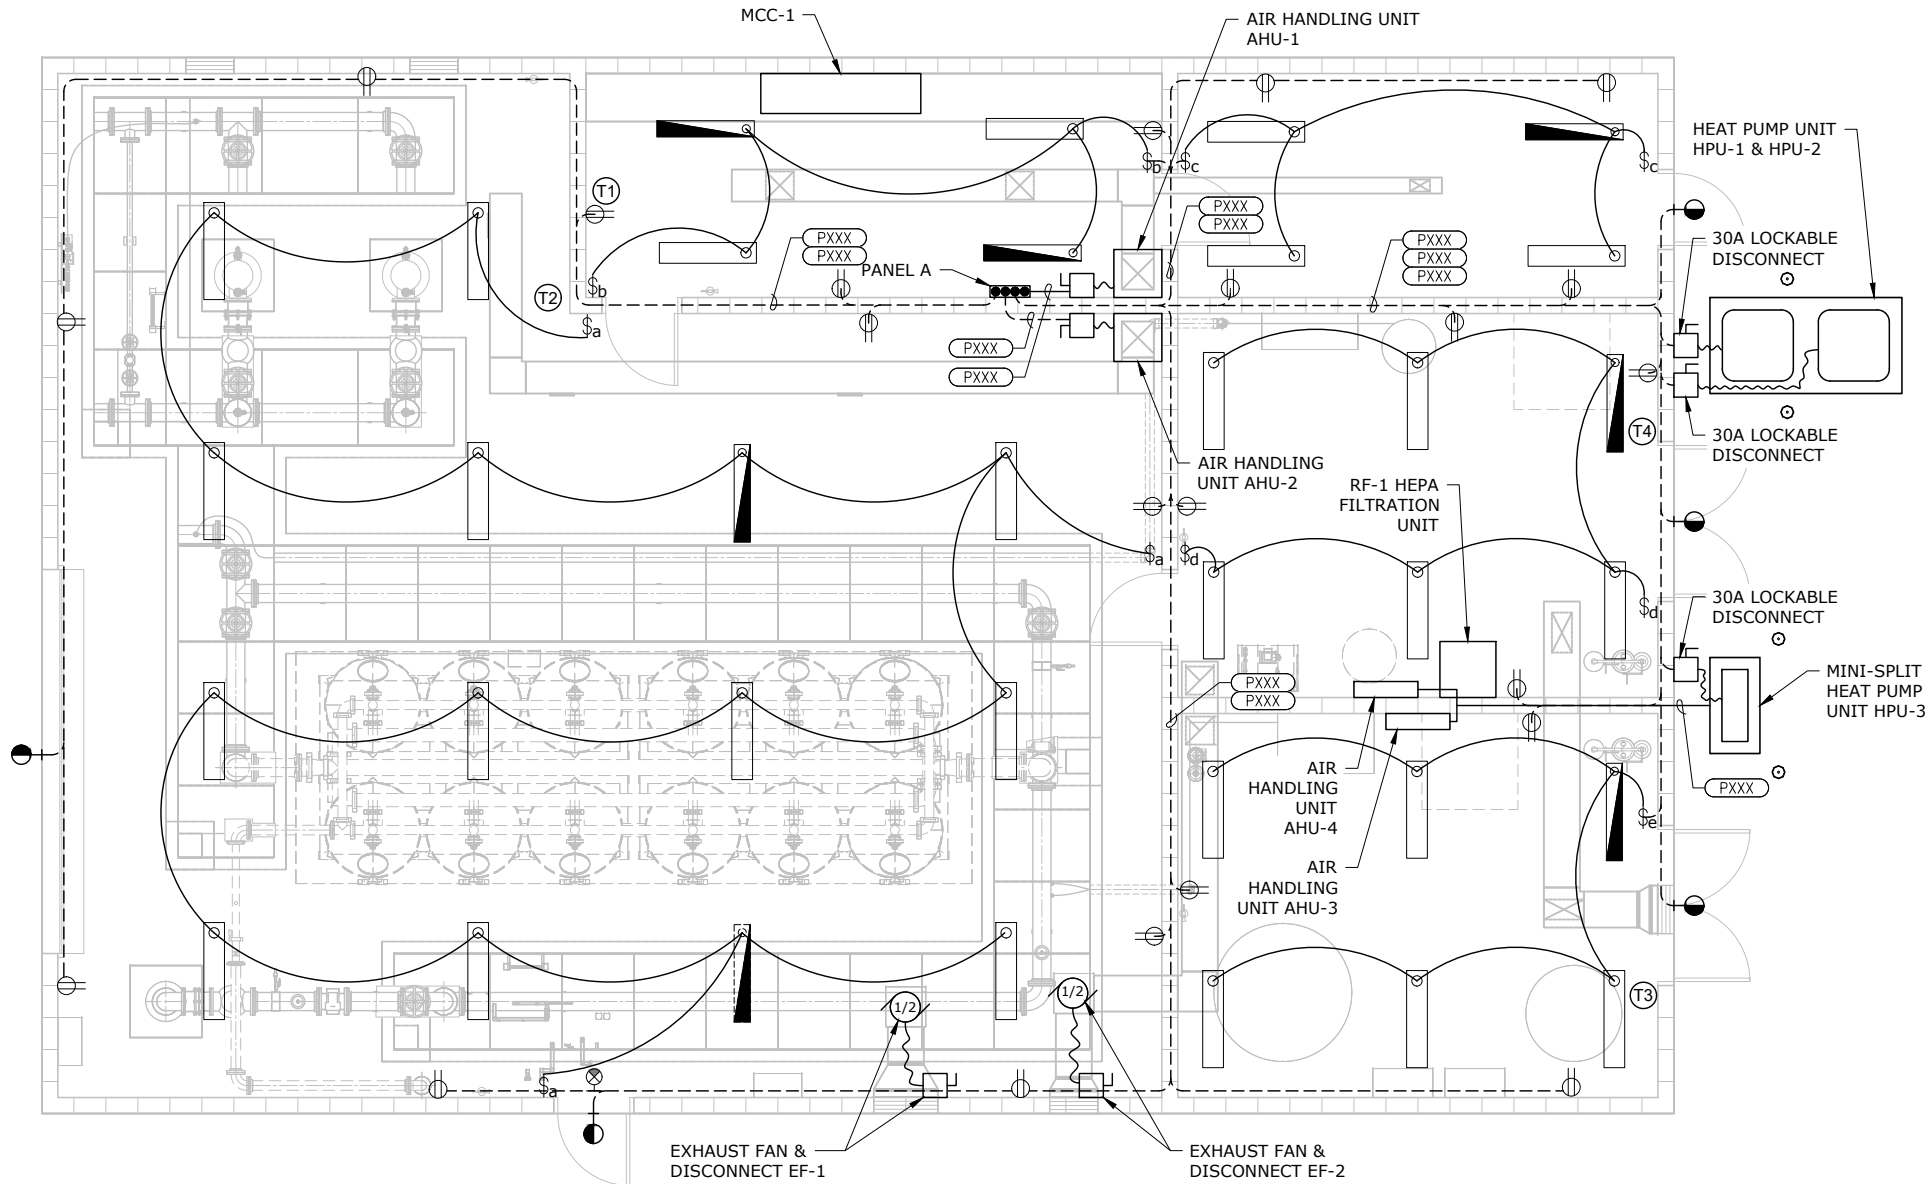 MCC-1
AIR HANDLING UNIT
AHU-1
HEAT PUMP UNIT
HPU-1 & HPU-2
b
c
c
T1
PXXX
PXXX
PXXX
PXXX
PXXX
PXXX
PXXX
30A LOCKABLE
DISCONNECT
PANEL A
T2
b
a
PXXX
PXXX
T4
30A LOCKABLE
DISCONNECT
AIR HANDLING
UNIT AHU-2
RF-1 HEPA
FILTRATION
UNIT
a
d
d
30A LOCKABLE
DISCONNECT
PXXX
PXXX
MINI-SPLIT
HEAT PUMP
UNIT HPU-3
AIR
HANDLING
UNIT
AHU-4
PXXX
e
AIR
HANDLING
UNIT AHU-3
T3
1/2
1/2
a
EXHAUST FAN &
DISCONNECT EF-1
EXHAUST FAN &
DISCONNECT EF-2